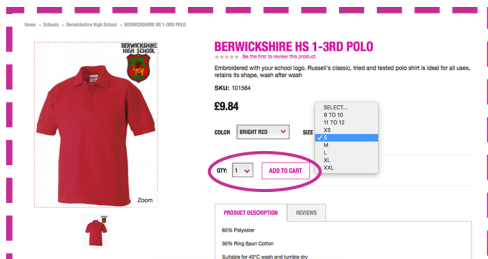 Home → Schools → Berwickshire High School → BERWICKSHIRE HS 1-3RD POLO
BERWICKSHIRE
HIGH SCHOOL
Zoom
BERWICKSHIRE HS 1-3RD POLO
Be the first to review this product
Embroidered with your school logo. Russell's classic, tried and tested polo shirt is ideal for all uses,
retains its shape, wash after wash
SKU: 101564
£9.84
COLOR BRIGHT RED SIZE
SELECT...
9 TO 10
11 TO 12
XS
✓ S
M
L
XL
XXL
QTY: 1 ADD TO CART
PRODUCT DESCRIPTION REVIEWS
65% Polyester
35% Ring Spun Cotton
Suitable for 40°C wash and tumble dry